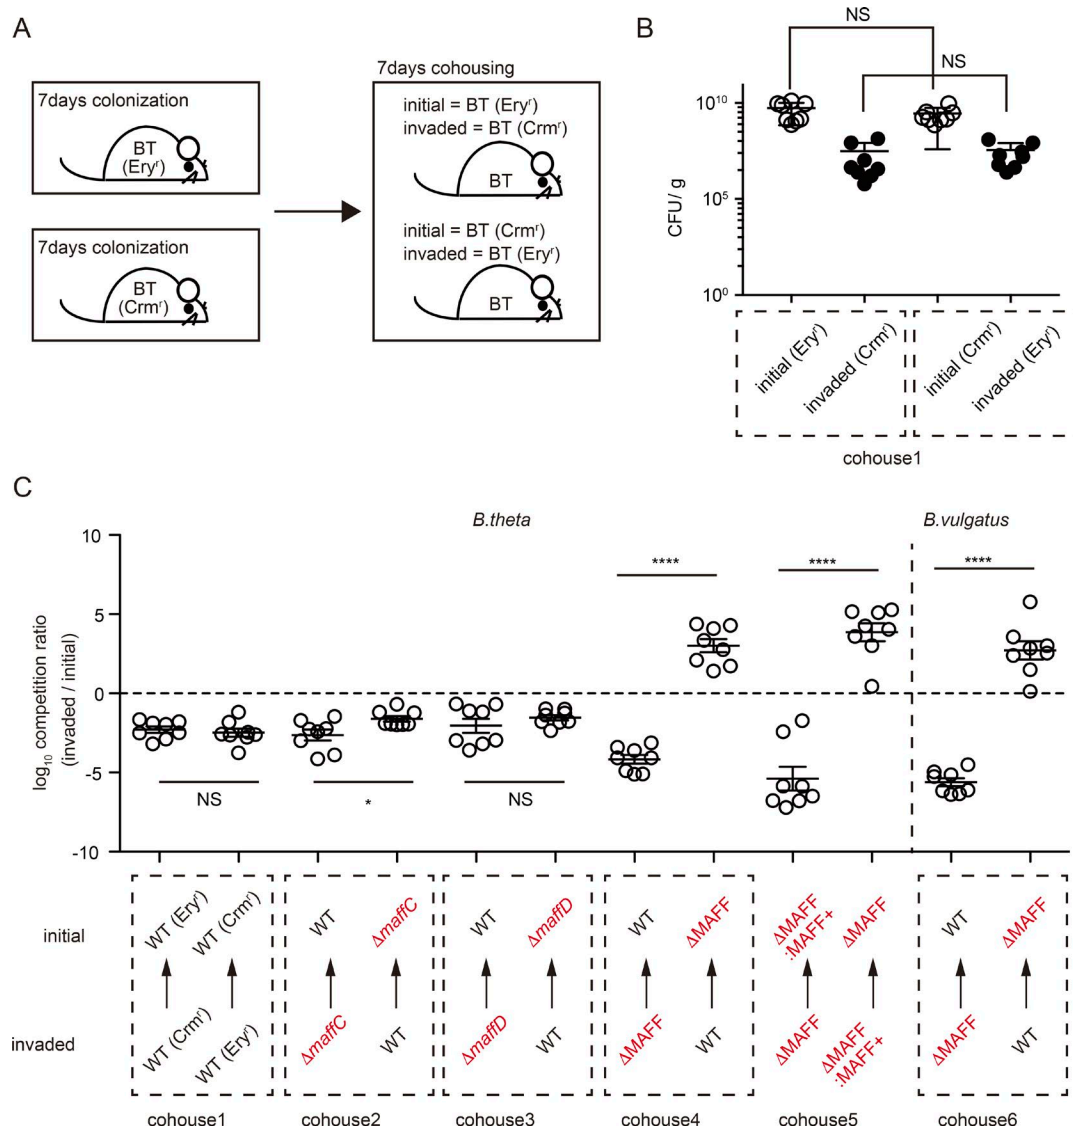 A
7days colonization
BT
(Eryʳ)
7days colonization
BT
(Crmʳ)
7days cohousing
initial = BT (Eryʳ)
invaded = BT (Crmʳ)
BT
initial = BT (Crmʳ)
invaded = BT (Eryʳ)
BT
B
NS
NS
CFU/ g
10¹⁰
10⁵
10⁰
initial (Eryʳ)
invaded (Crmʳ)
initial (Crmʳ)
invaded (Eryʳ)
cohouse1
C
B.theta
B.vulgatus
log₁₀ competition ratio
(invaded / initial)
10
5
0
-5
-10
NS
*
NS
****
****
****
initial
WT (Eryʳ)
WT (Crmʳ)
WT
ΔmaffC
WT
ΔmaffD
WT
ΔMAFF
ΔMAFF
:MAFF+
ΔMAFF
WT
ΔMAFF
invaded
WT (Crmʳ)
WT (Eryʳ)
ΔmaffC
WT
ΔmaffD
WT
ΔMAFF
WT
ΔMAFF
ΔMAFF
:MAFF+
ΔMAFF
WT
cohouse1
cohouse2
cohouse3
cohouse4
cohouse5
cohouse6